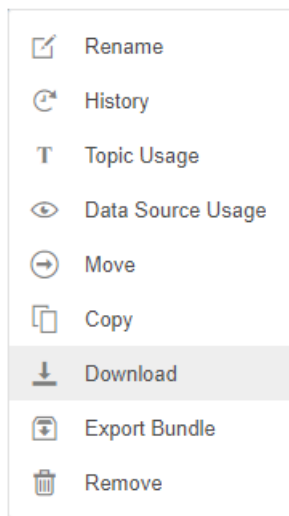 Rename
History
Topic Usage
Data Source Usage
Move
Copy
Download
Export Bundle
Remove